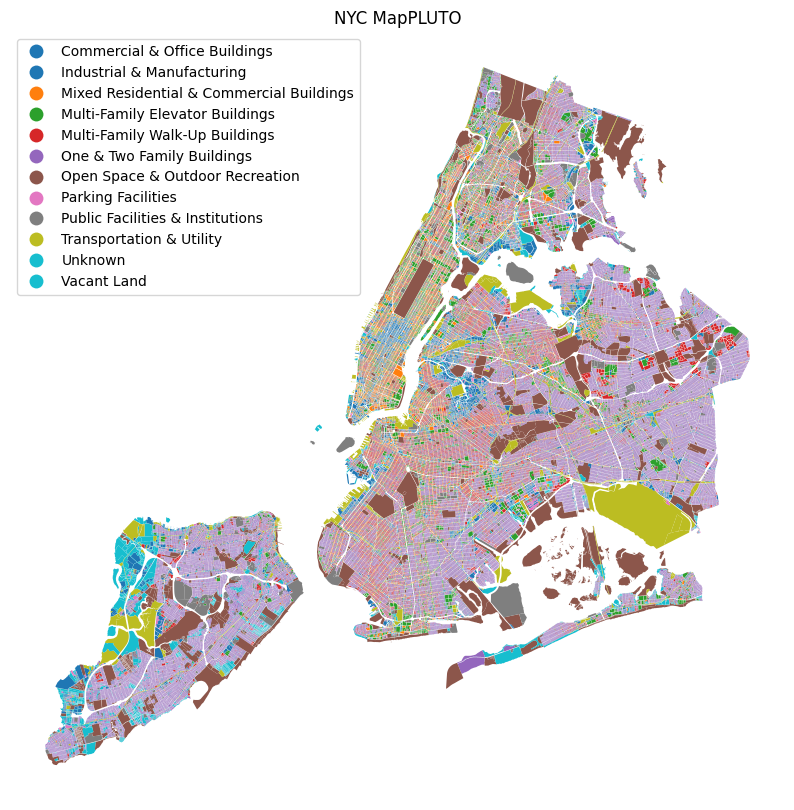 NYC MapPLUTO
Commercial & Office Buildings
Industrial & Manufacturing
Mixed Residential & Commercial Buildings
Multi-Family Elevator Buildings
Multi-Family Walk-Up Buildings
One & Two Family Buildings
Open Space & Outdoor Recreation
Parking Facilities
Public Facilities & Institutions
Transportation & Utility
Unknown
Vacant Land